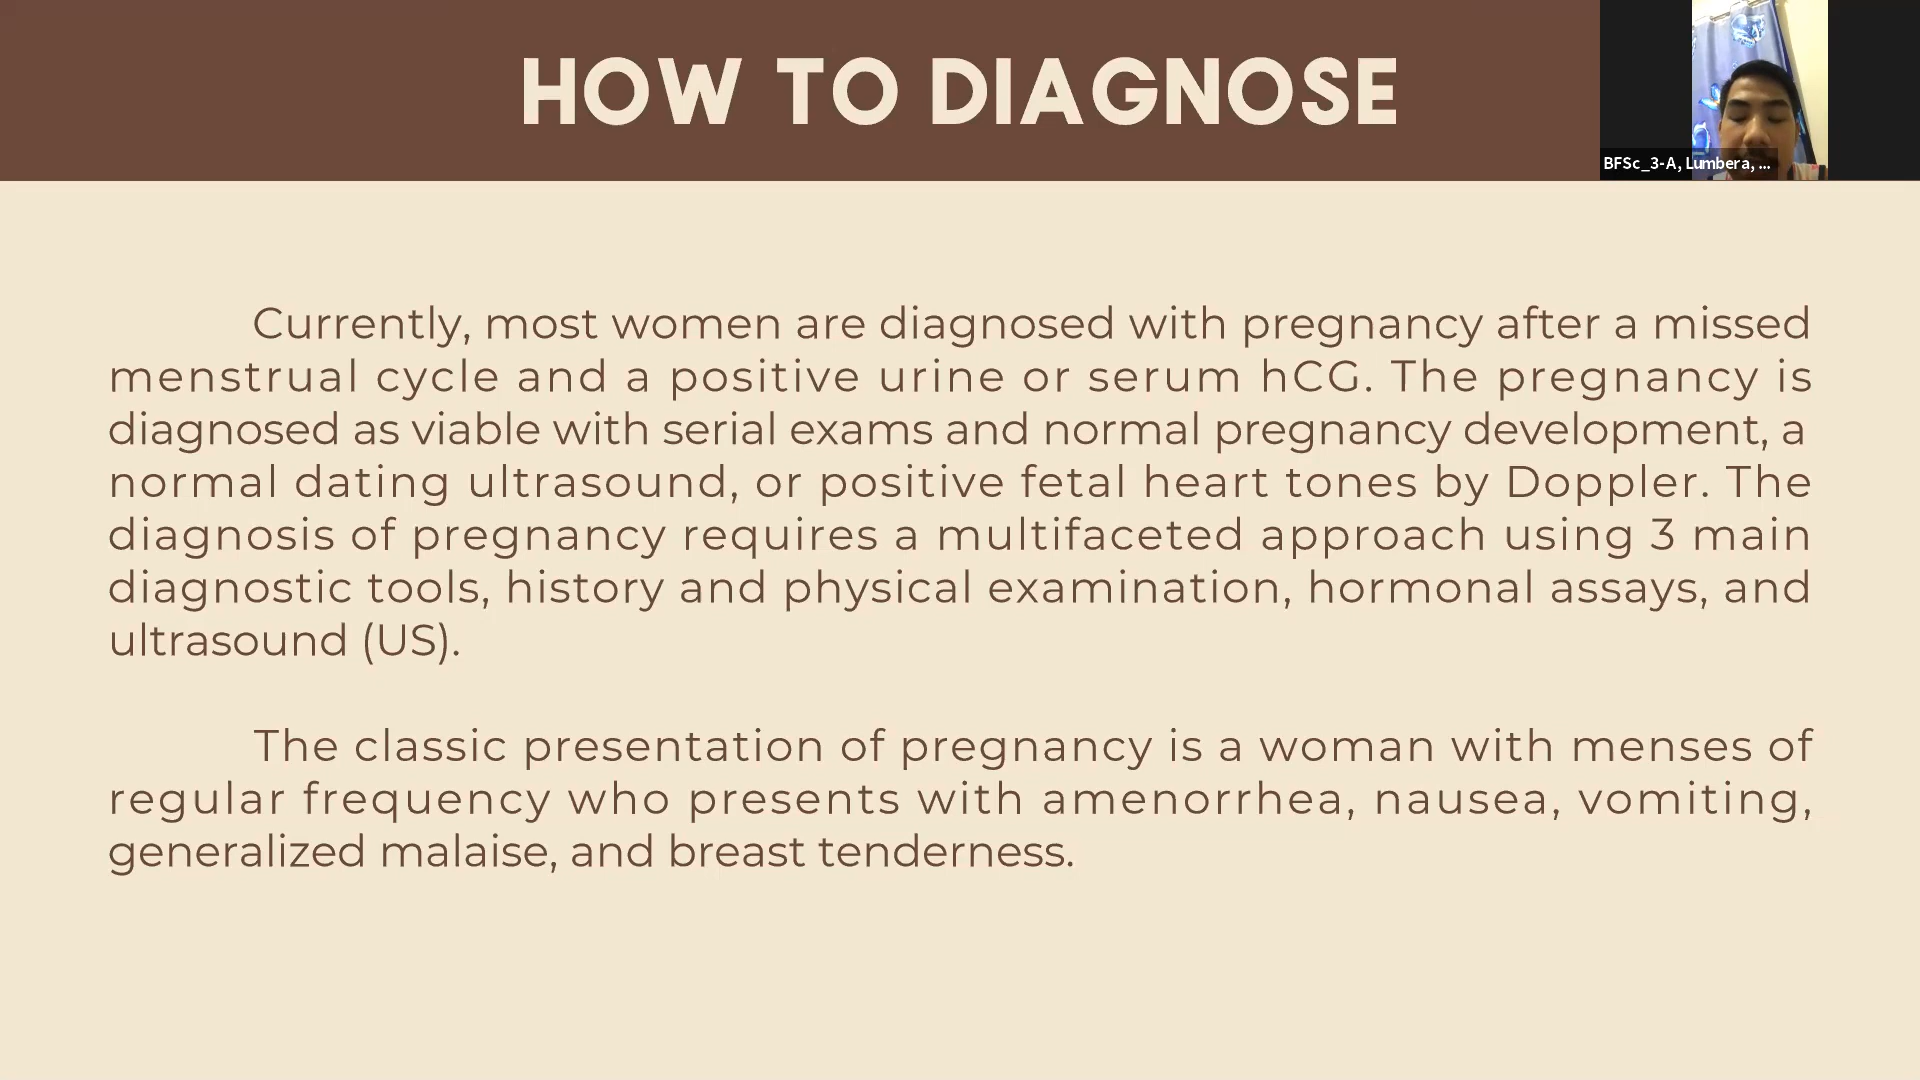 HOW TO DIAGNOSE
BFSc_3-A, Lumbera, ...
Currently, most women are diagnosed with pregnancy after a missed
menstrual cycle and a positive urine or serum hCG. The pregnancy is
diagnosed as viable with serial exams and normal pregnancy development, a
normal dating ultrasound, or positive fetal heart tones by Doppler. The
diagnosis of pregnancy requires a multifaceted approach using 3 main
diagnostic tools, history and physical examination, hormonal assays, and
ultrasound (US).
The classic presentation of pregnancy is a woman with menses of
regular frequency who presents with amenorrhea, nausea, vomiting,
generalized malaise, and breast tenderness.